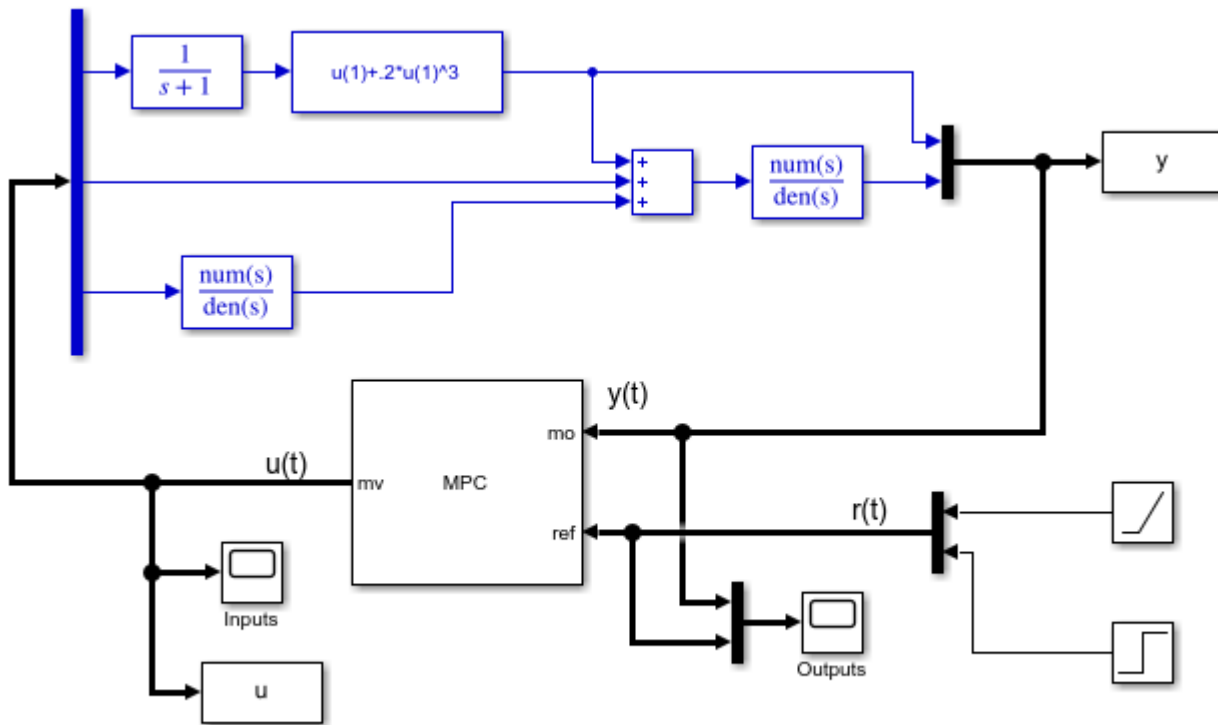 1
s + 1
u(1)+.2*u(1)^3
+
+
+
num(s)
den(s)
y
num(s)
den(s)
y(t)
mo
u(t)
mv
MPC
r(t)
ref
Inputs
Outputs
u